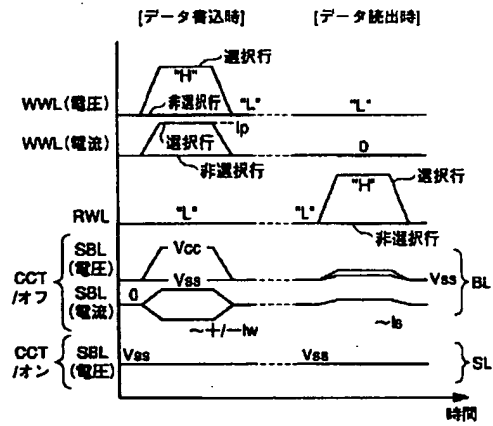 [データ書込時] [データ読出時]
選択行
"H"
WWL(電圧) 非選択行 "L" "L"
Ip
WWL(電流) 選択行 0
非選択行
"H" 選択行
RWL "L" "L"
非選択行
CCT/オフ SBL(電圧) Vcc Vss Vss BL
SBL(電流) 0 ~+/-Iw ~Is
CCT/オン SBL(電圧) Vss Vss SL
時間